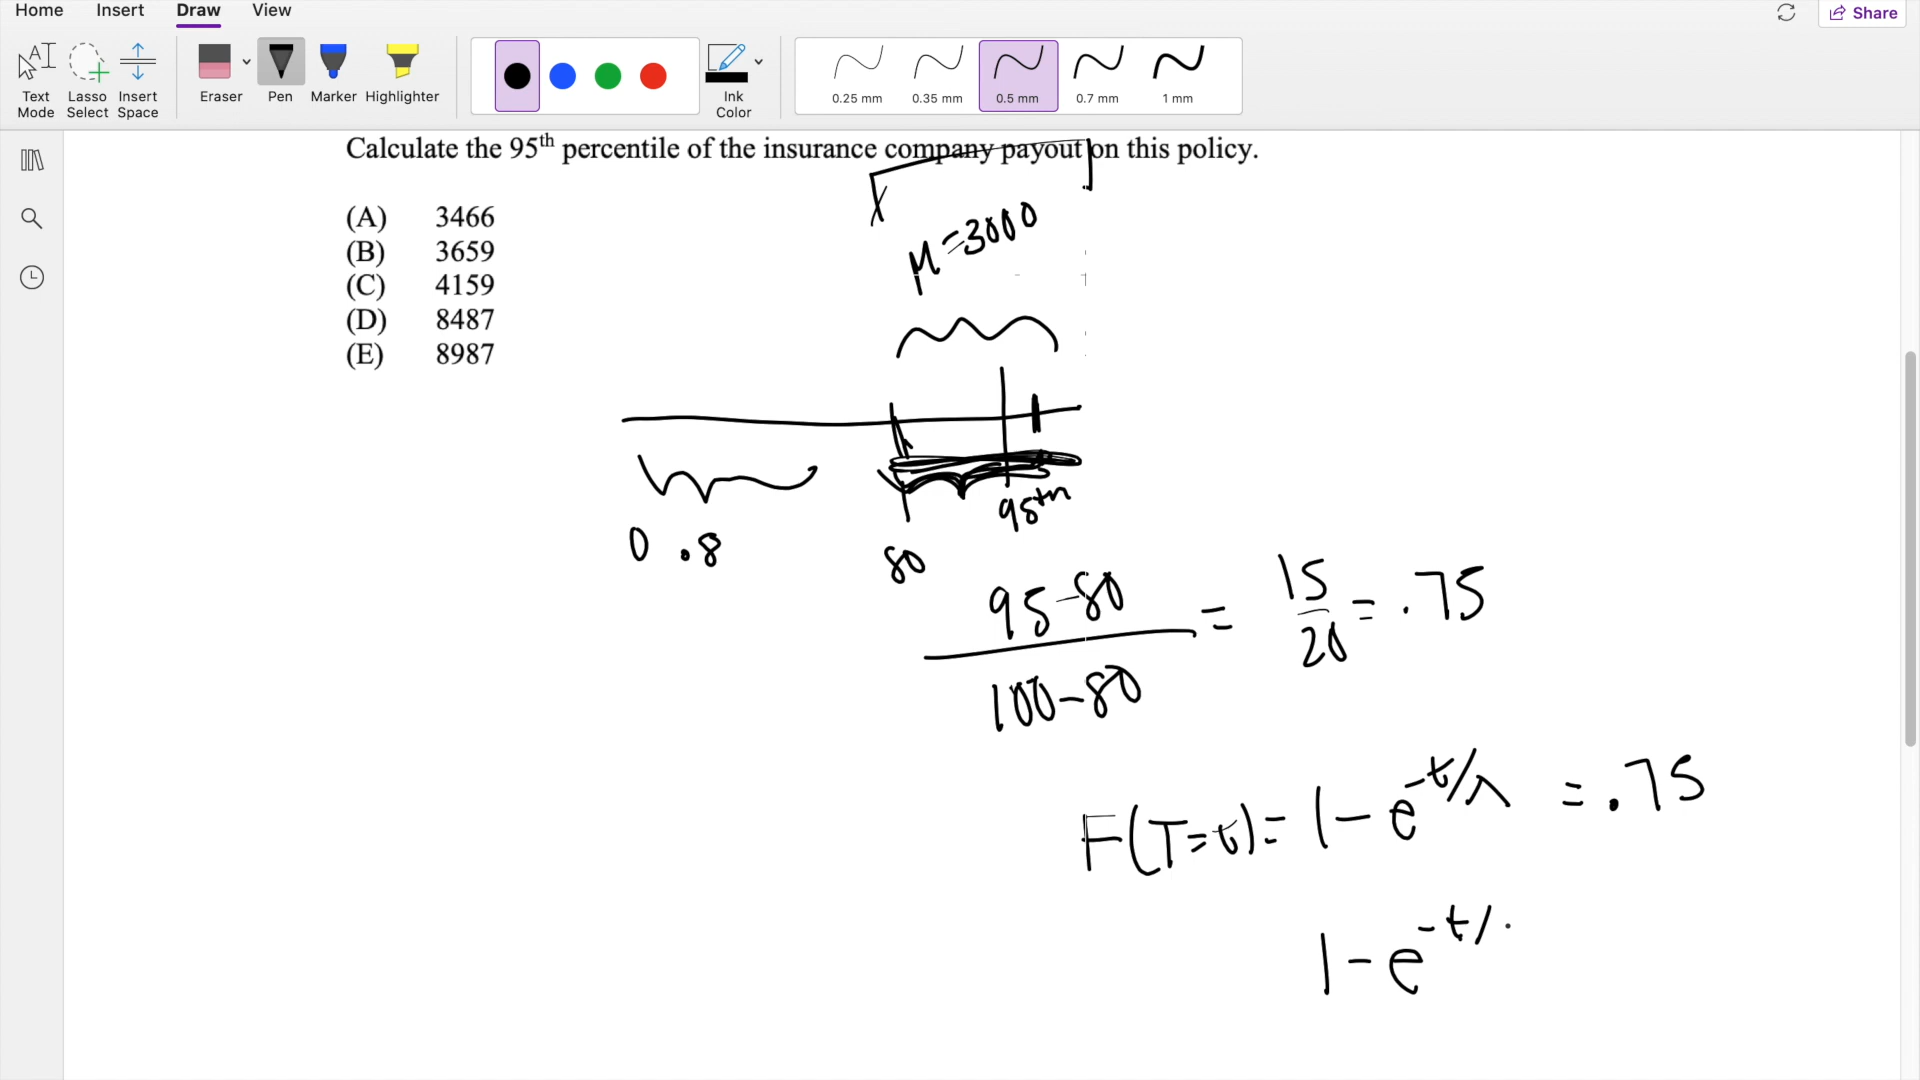 Home Insert Draw View Share
Text Mode Lasso Select Insert Space Eraser Pen Marker Highlighter Ink Color 0.25 mm 0.35 mm 0.5 mm 0.7 mm 1 mm
Calculate the 95th percentile of the insurance company payout on this policy.
(A) 3466
(B) 3659
(C) 4159
(D) 8487
(E) 8987
μ=3000
95th
0 .8
80
95-80
100-80
= 15/20 = .75
F(T=t)= 1-e^-t/λ = .75
1-e^-t/